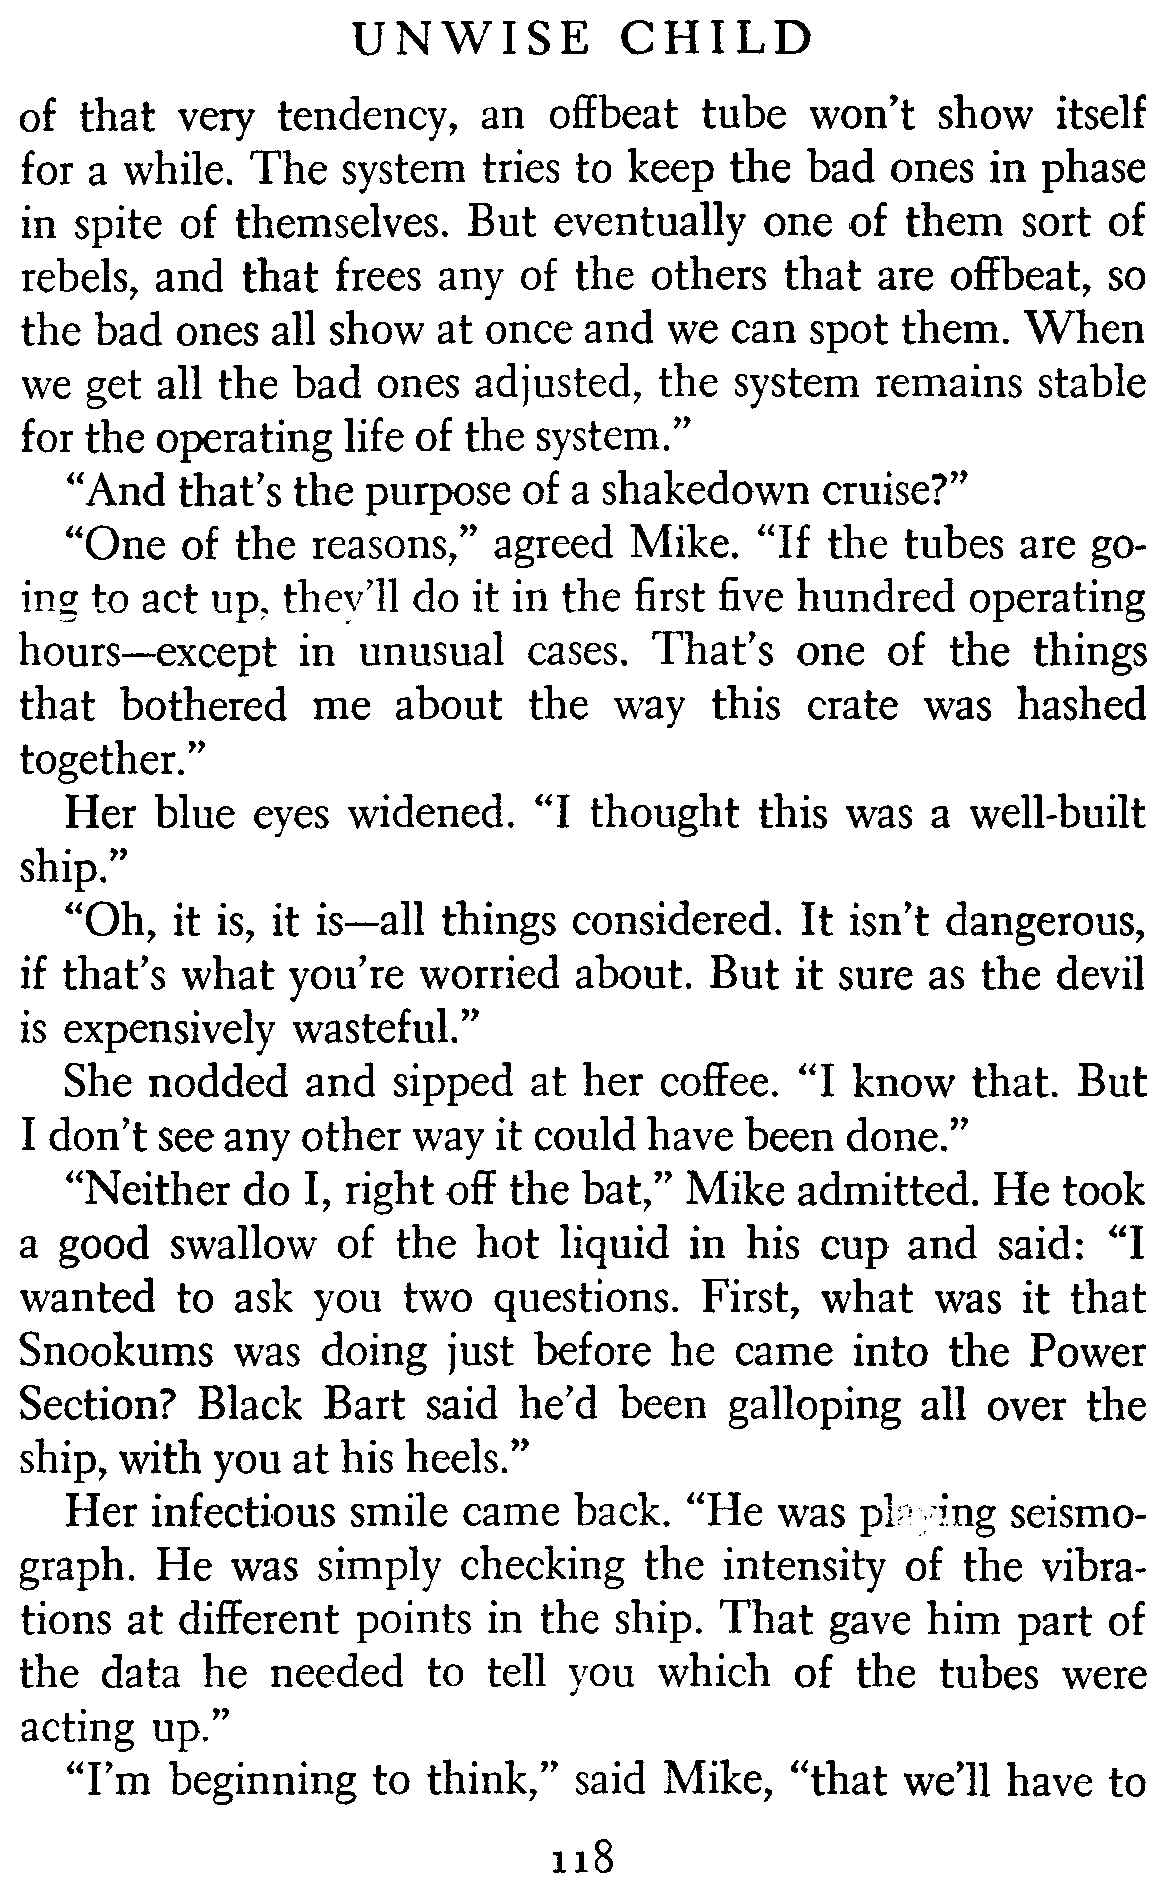 UNWISE CHILD
of that very tendency, an offbeat tube won't show itself
for a while. The system tries to keep the bad ones in phase
in spite of themselves. But eventually one of them sort of
rebels, and that frees any of the others that are offbeat, so
the bad ones all show at once and we can spot them. When
we get all the bad ones adjusted, the system remains stable
for the operating life of the system.”
“And that's the purpose of a shakedown cruise?”
“One of the reasons,” agreed Mike. “If the tubes are go-
ing to act up, they'll do it in the first five hundred operating
hours—except in unusual cases. That's one of the things
that bothered me about the way this crate was hashed
together.”
Her blue eyes widened. “I thought this was a well-built
ship.”
“Oh, it is, it is—all things considered. It isn't dangerous,
if that's what you're worried about. But it sure as the devil
is expensively wasteful.”
She nodded and sipped at her coffee. “I know that. But
I don't see any other way it could have been done.”
“Neither do I, right off the bat,” Mike admitted. He took
a good swallow of the hot liquid in his cup and said: “I
wanted to ask you two questions. First, what was it that
Snookums was doing just before he came into the Power
Section? Black Bart said he'd been galloping all over the
ship, with you at his heels.”
Her infectious smile came back. “He was playing seismo-
graph. He was simply checking the intensity of the vibra-
tions at different points in the ship. That gave him part of
the data he needed to tell you which of the tubes were
acting up.”
“I'm beginning to think,” said Mike, “that we'll have to
118